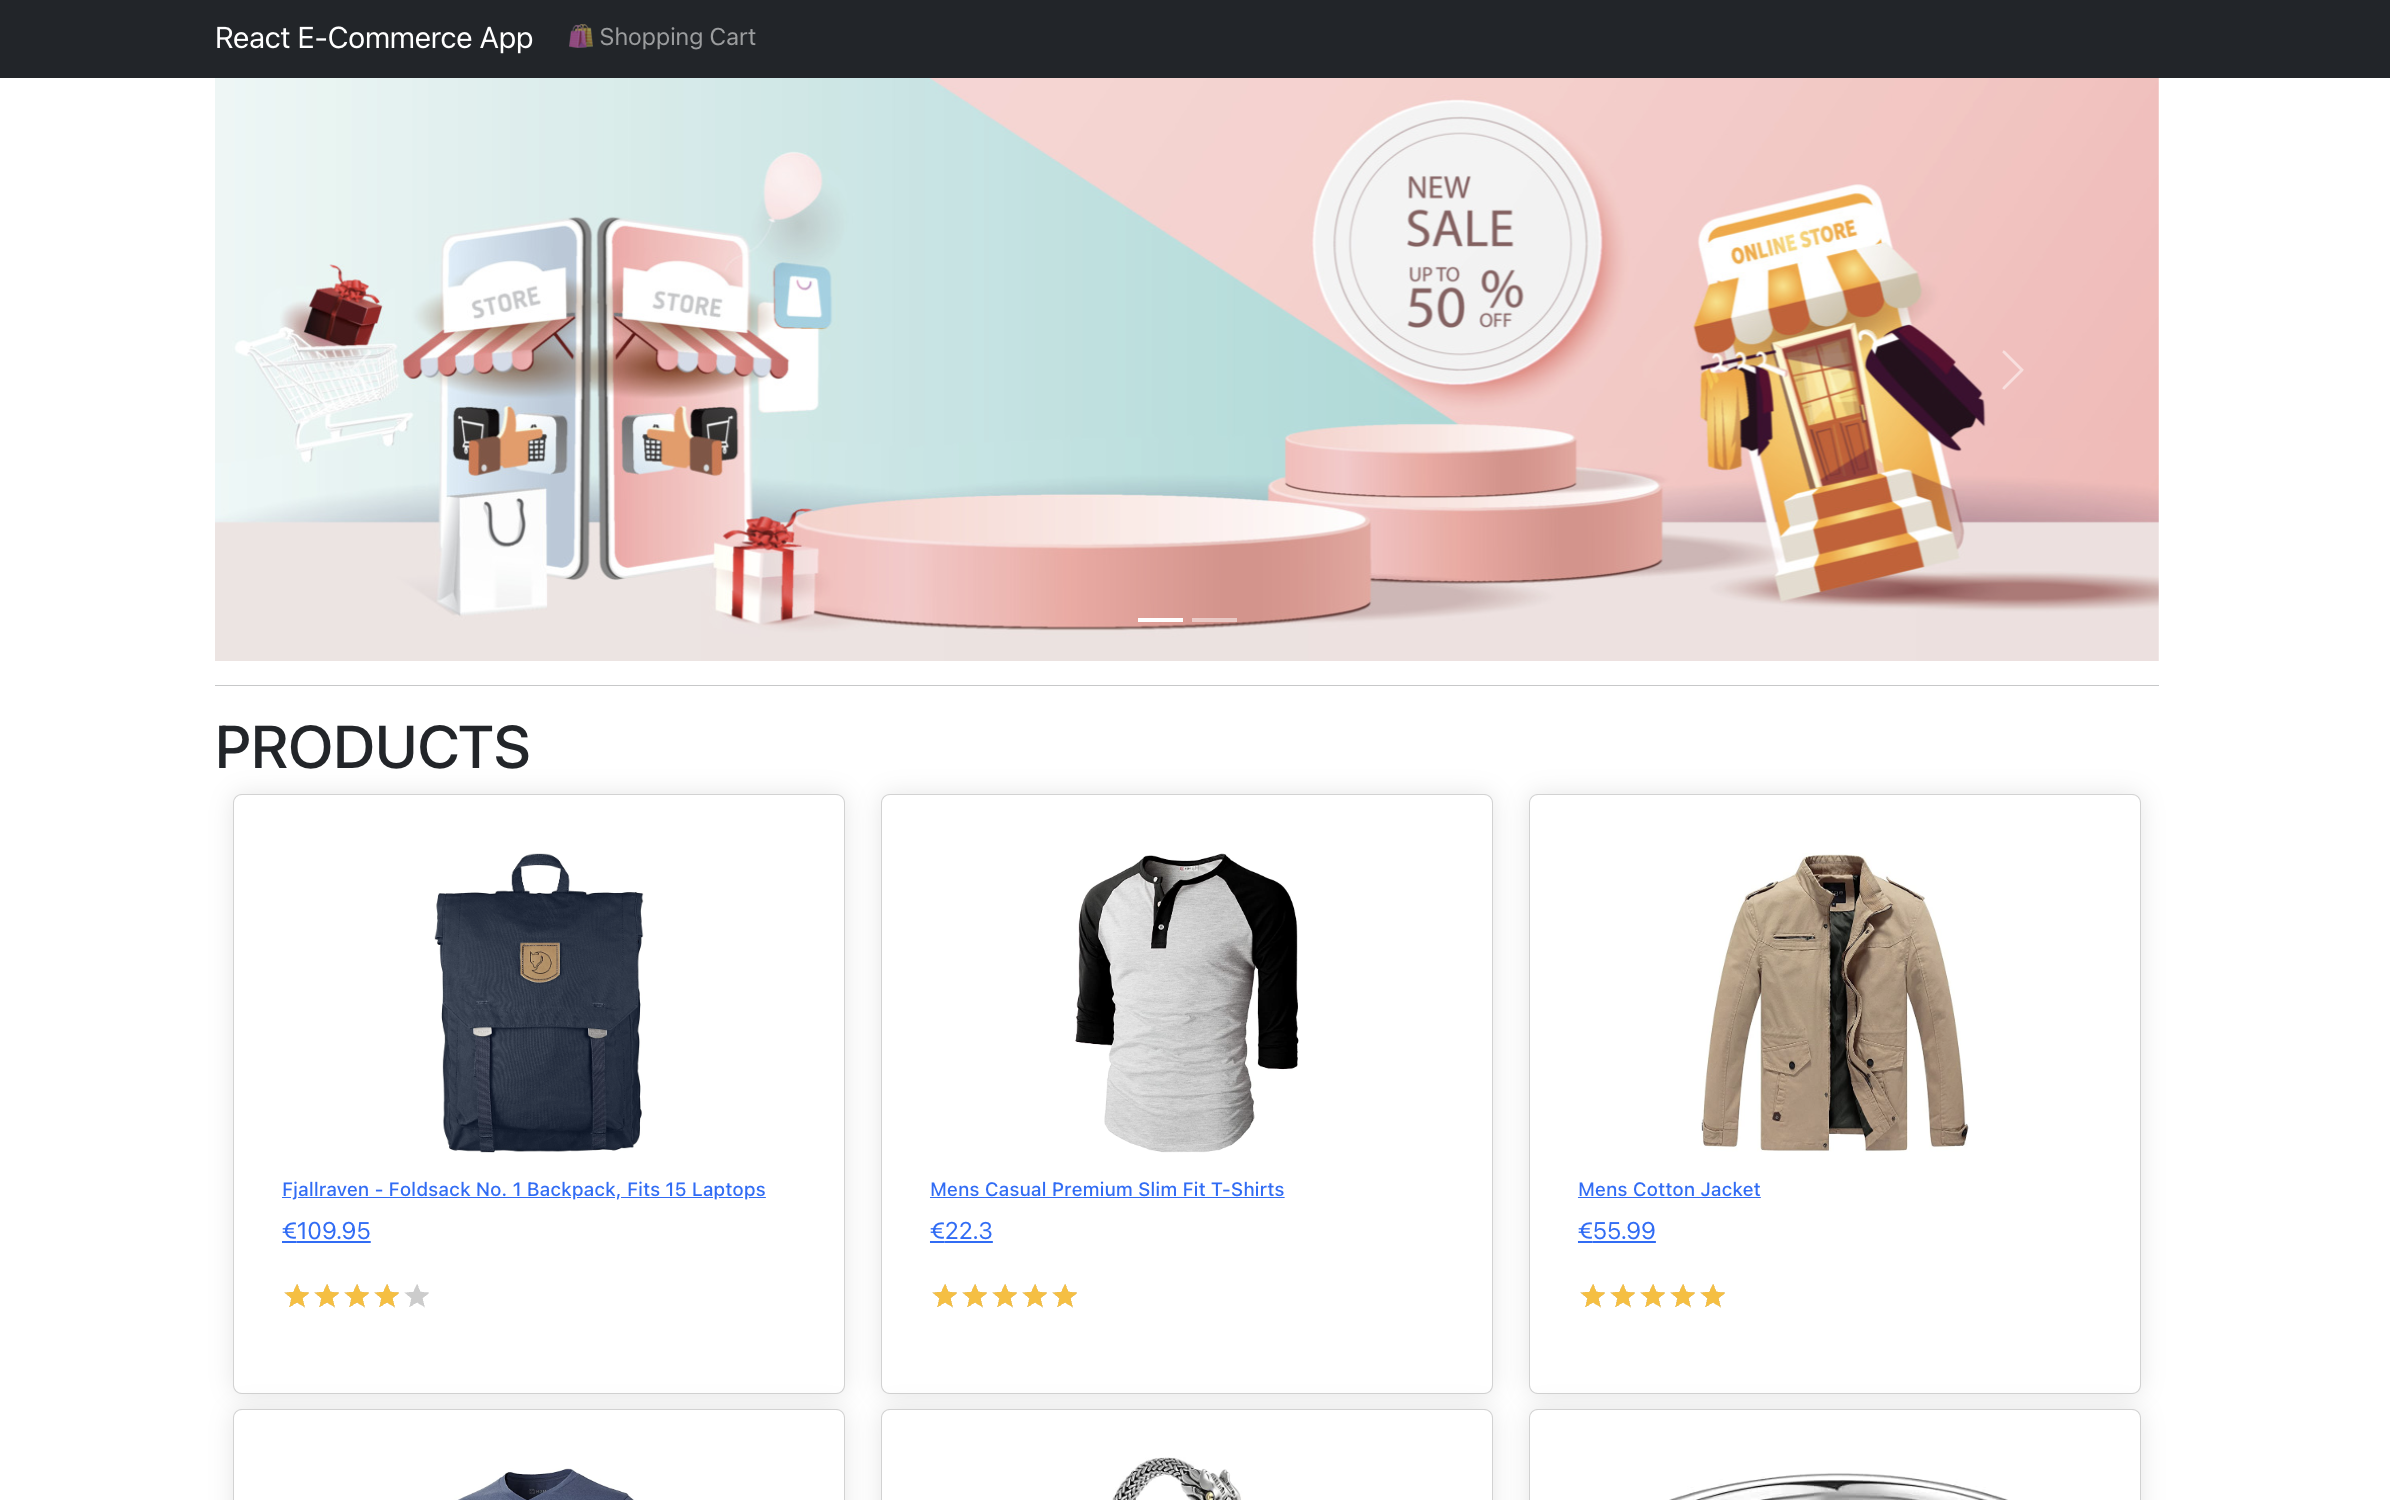 React E-Commerce App
🛍️ Shopping Cart
NEW
SALE
UP TO
50 %
OFF
ONLINE STORE
STORE
STORE
PRODUCTS
Fjallraven - Foldsack No. 1 Backpack, Fits 15 Laptops
€109.95
Mens Casual Premium Slim Fit T-Shirts
€22.3
Mens Cotton Jacket
€55.99